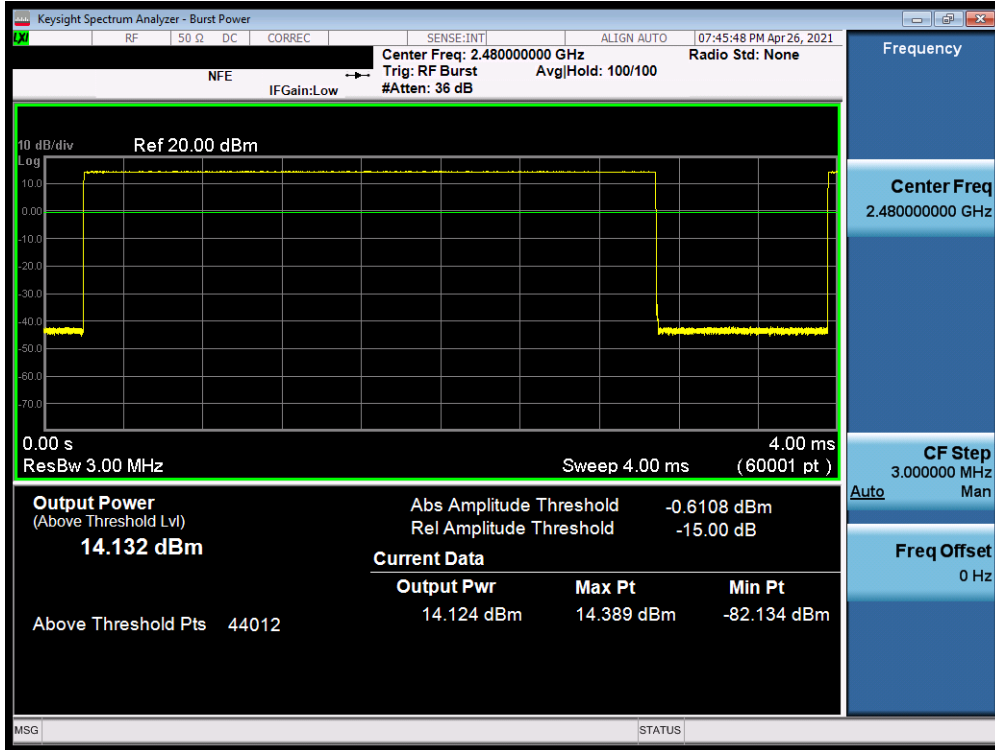 Keysight Spectrum Analyzer - Burst Power
LXI RF 50 Ω DC CORREC SENSE:INT ALIGN AUTO 07:45:48 PM Apr 26, 2021
Center Freq: 2.480000000 GHz Radio Std: None
NFE Trig: RF Burst Avg|Hold: 100/100
IFGain:Low #Atten: 36 dB
10 dB/div Ref 20.00 dBm
Log
10.0
0.00
-10.0
-20.0
-30.0
-40.0
-50.0
-60.0
-70.0
0.00 s 4.00 ms
ResBw 3.00 MHz Sweep 4.00 ms (60001 pt)
Output Power
(Above Threshold Lvl)
14.132 dBm
Above Threshold Pts 44012
Abs Amplitude Threshold -0.6108 dBm
Rel Amplitude Threshold -15.00 dB
Current Data
Output Pwr Max Pt Min Pt
14.124 dBm 14.389 dBm -82.134 dBm
Frequency
Center Freq
2.480000000 GHz
CF Step
3.000000 MHz
Auto Man
Freq Offset
0 Hz
MSG STATUS